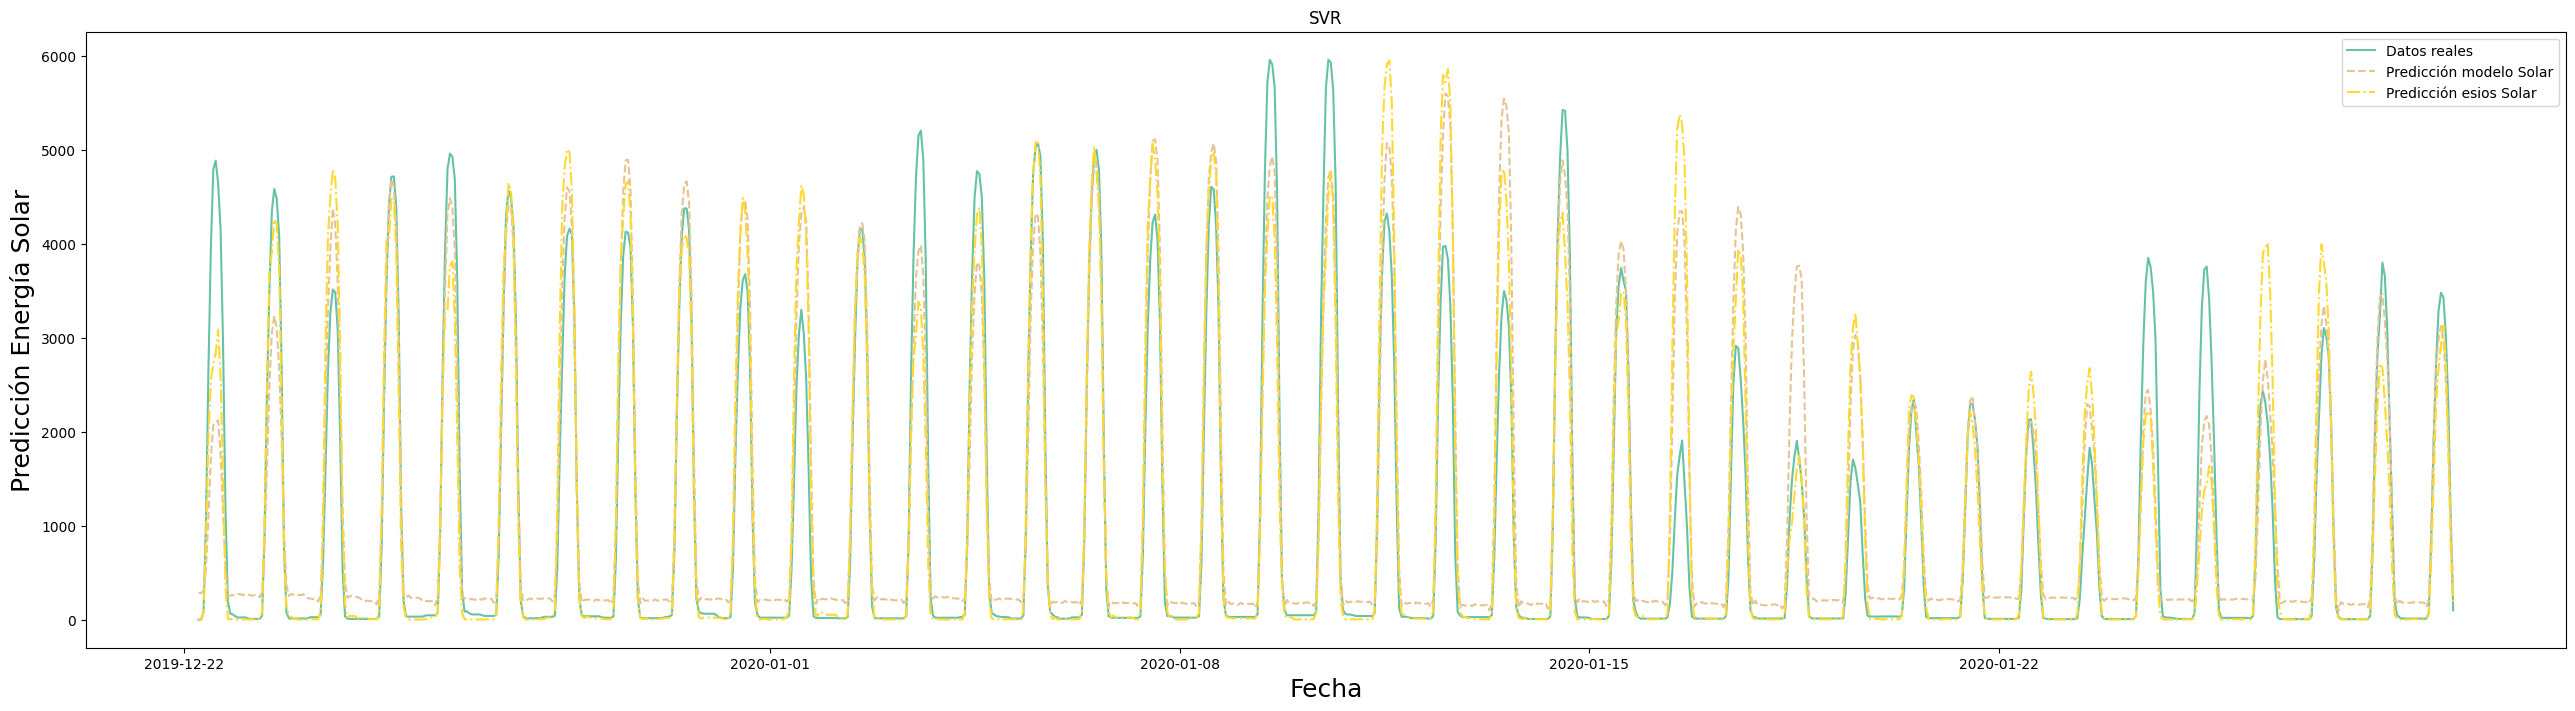 SVR
Datos reales
Predicción modelo Solar
Predicción esios Solar
Predicción Energía Solar
6000
5000
4000
3000
2000
1000
0
2019-12-22
2020-01-01
2020-01-08
2020-01-15
2020-01-22
Fecha